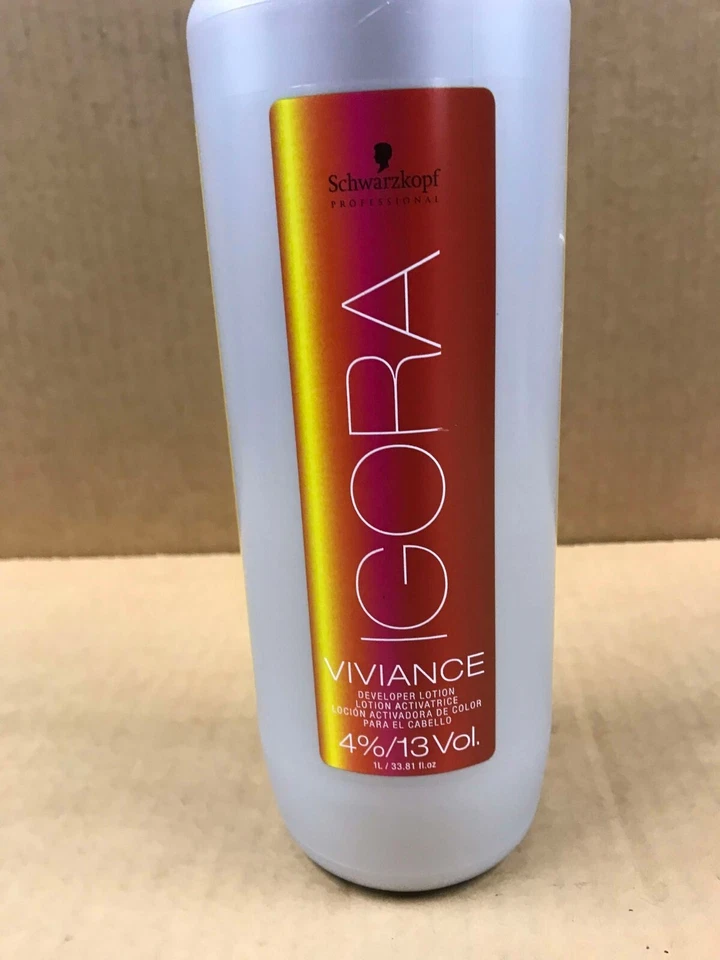 Schwarzkopf
PROFESSIONAL
IGORA
VIVIANCE
DEVELOPER LOTION
LOTION ACTIVATRICE
LOCIÓN ACTIVADORA DE COLOR
PARA EL CABELLO
4%/13 Vol.
1L / 33.81 fl.oz